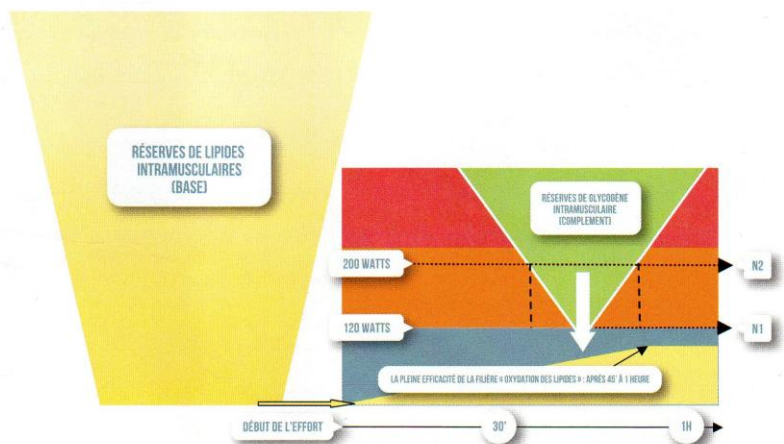 RÉSERVES DE LIPIDES
INTRAMUSCULAIRES
(BASE)
RÉSERVES DE GLYCOGÈNE
INTRAMUSCULAIRE
(COMPLEMENT)
200 WATTS
N2
120 WATTS
N1
LA PLEINE EFFICACITÉ DE LA FILIÈRE « OXYDATION DES LIPIDES » : APRÈS 45' À 1 HEURE
DÉBUT DE L'EFFORT
30'
1H